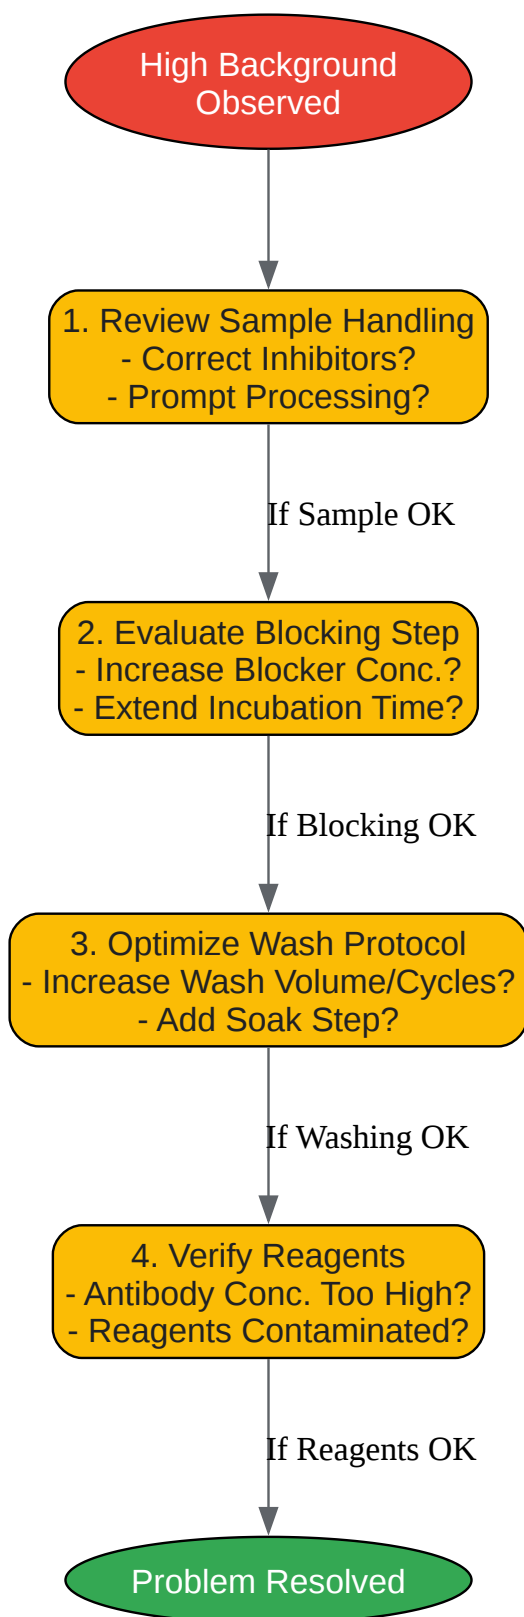 High Background
Observed
1. Review Sample Handling
- Correct Inhibitors?
- Prompt Processing?
If Sample OK
2. Evaluate Blocking Step
- Increase Blocker Conc.?
- Extend Incubation Time?
If Blocking OK
3. Optimize Wash Protocol
- Increase Wash Volume/Cycles?
- Add Soak Step?
If Washing OK
4. Verify Reagents
- Antibody Conc. Too High?
- Reagents Contaminated?
If Reagents OK
Problem Resolved